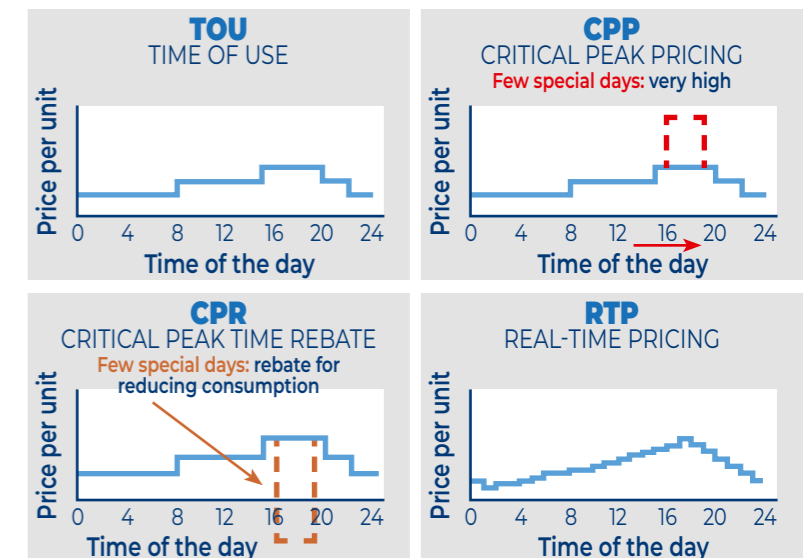 TOU
TIME OF USE
Price per unit
0 4 8 12 16 20 24
Time of the day
CPP
CRITICAL PEAK PRICING
Few special days: very high
Price per unit
0 4 8 12 16 20 24
Time of the day
CPR
CRITICAL PEAK TIME REBATE
Few special days: rebate for
reducing consumption
Price per unit
0 4 8 12 16 20 24
Time of the day
RTP
REAL-TIME PRICING
Price per unit
0 4 8 12 16 20 24
Time of the day